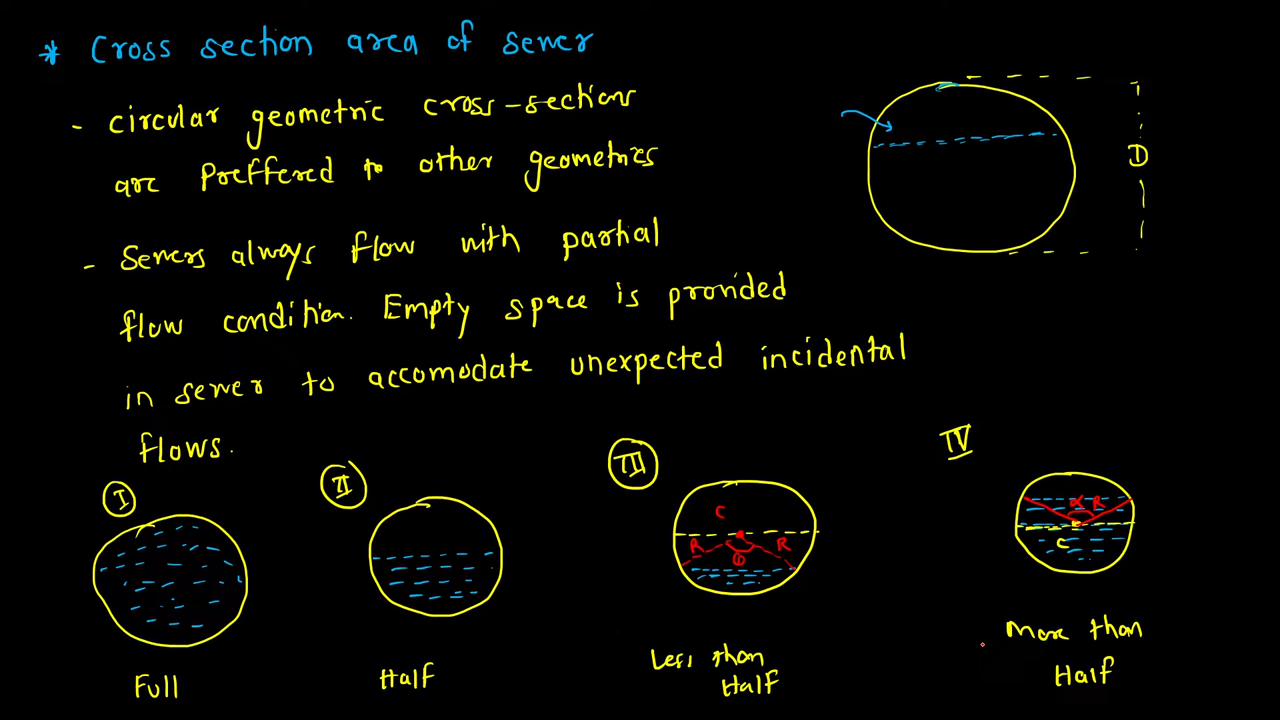 * Cross section area of sewer
- circular geometric cross-sections
are Preffered to other geometries
D
- Sewers always flow with partial
flow condition. Empty space is provided
in sewer to accomodate unexpected incidental
flows.
I
II
III
IV
C
R
R
θ
α R
C
Full
Half
Less than
Half
More than
Half